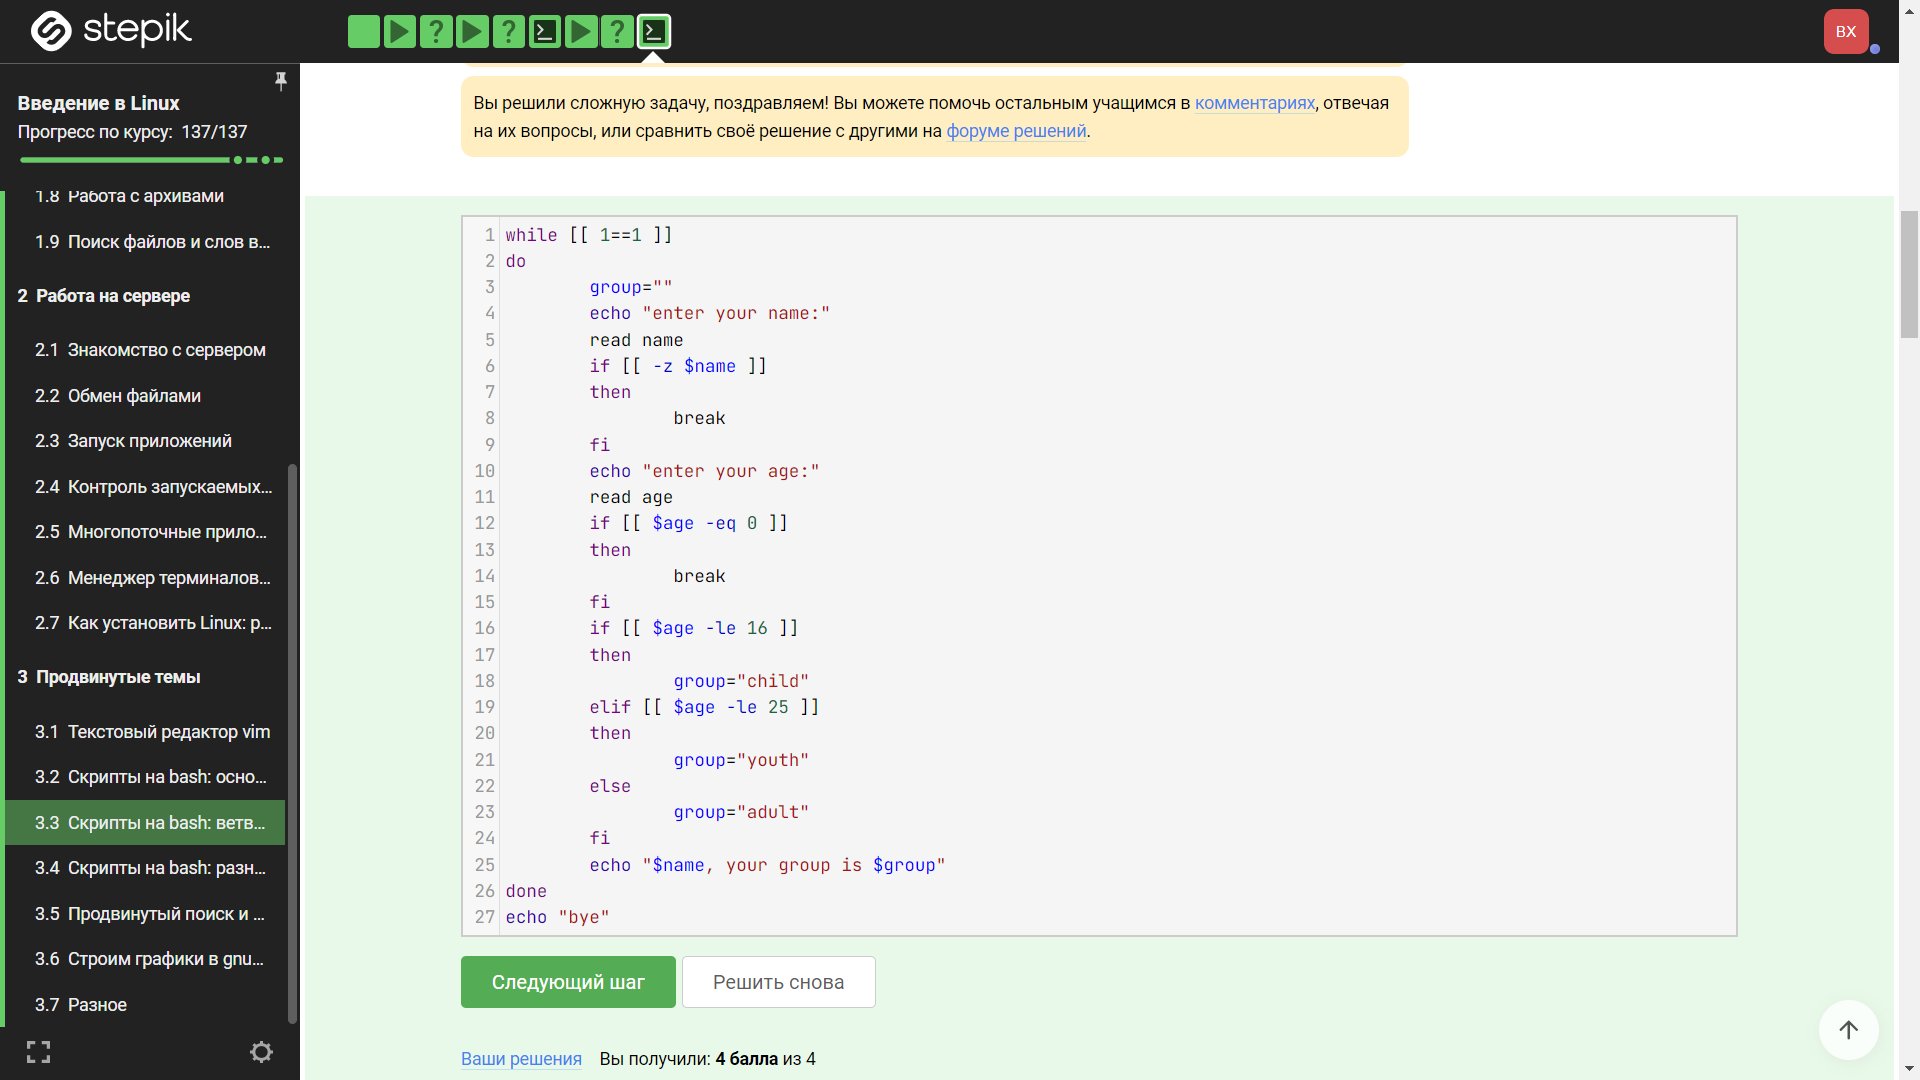 stepik
ВХ
Введение в Linux
Прогресс по курсу: 137/137
1.8 Работа с архивами
1.9 Поиск файлов и слов в...
2 Работа на сервере
2.1 Знакомство с сервером
2.2 Обмен файлами
2.3 Запуск приложений
2.4 Контроль запускаемых...
2.5 Многопоточные прило...
2.6 Менеджер терминалов...
2.7 Как установить Linux: р...
3 Продвинутые темы
3.1 Текстовый редактор vim
3.2 Скрипты на bash: осно...
3.3 Скрипты на bash: ветв...
3.4 Скрипты на bash: разн...
3.5 Продвинутый поиск и ...
3.6 Строим графики в gnu...
3.7 Разное
Вы решили сложную задачу, поздравляем! Вы можете помочь остальным учащимся в комментариях, отвечая
на их вопросы, или сравнить своё решение с другими на форуме решений.
1 while [[ 1==1 ]]
2 do
3 group=""
4 echo "enter your name:"
5 read name
6 if [[ -z $name ]]
7 then
8 break
9 fi
10 echo "enter your age:"
11 read age
12 if [[ $age -eq 0 ]]
13 then
14 break
15 fi
16 if [[ $age -le 16 ]]
17 then
18 group="child"
19 elif [[ $age -le 25 ]]
20 then
21 group="youth"
22 else
23 group="adult"
24 fi
25 echo "$name, your group is $group"
26 done
27 echo "bye"
Следующий шаг
Решить снова
Ваши решения Вы получили: 4 балла из 4